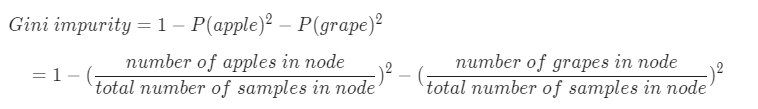 Gini impurity = 1 − P(apple)² − P(grape)²
= 1 − (number of apples in node / total number of samples in node)² − (number of grapes in node / total number of samples in node)²